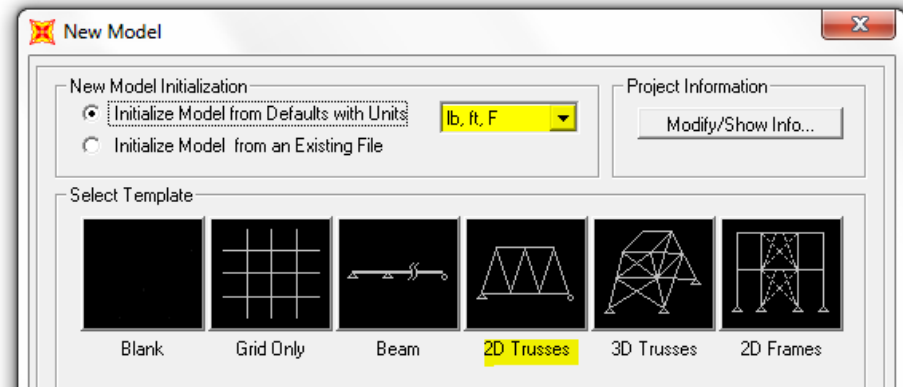 New Model
New Model Initialization
Initialize Model from Defaults with Units
lb, ft, F
Initialize Model from an Existing File
Project Information
Modify/Show Info...
Select Template
Blank
Grid Only
Beam
2D Trusses
3D Trusses
2D Frames